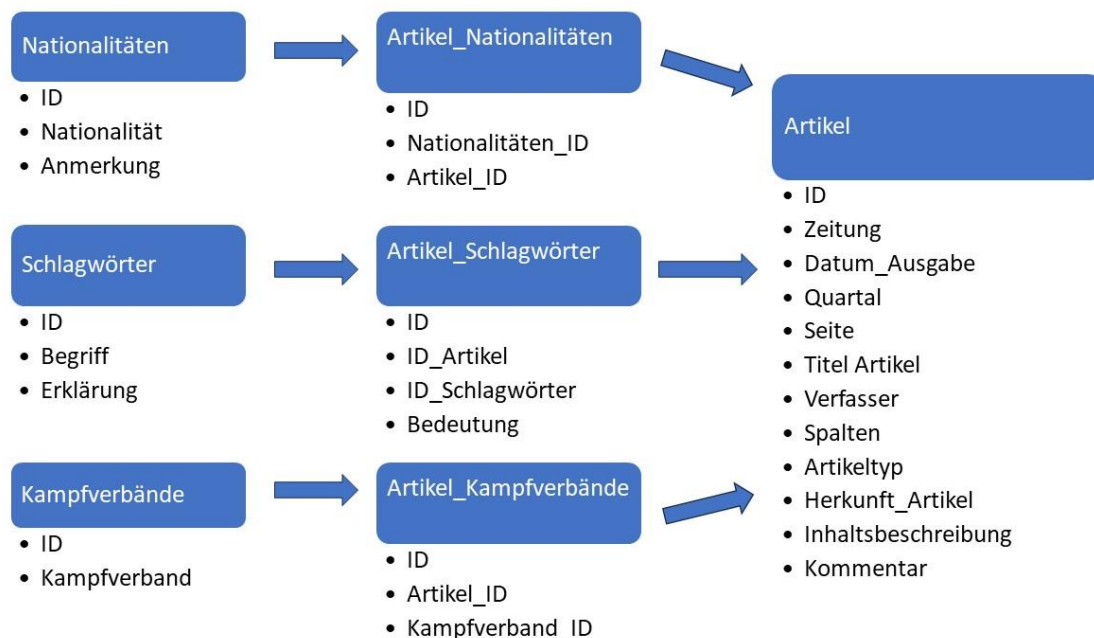 Nationalitäten
• ID
• Nationalität
• Anmerkung
Artikel_Nationalitäten
• ID
• Nationalitäten_ID
• Artikel_ID
Schlagwörter
• ID
• Begriff
• Erklärung
Artikel_Schlagwörter
• ID
• ID_Artikel
• ID_Schlagwörter
• Bedeutung
Kampfverbände
• ID
• Kampfverband
Artikel_Kampfverbände
• ID
• Artikel_ID
• Kampfverband_ID
Artikel
• ID
• Zeitung
• Datum_Ausgabe
• Quartal
• Seite
• Titel Artikel
• Verfasser
• Spalten
• Artikeltyp
• Herkunft_Artikel
• Inhaltsbeschreibung
• Kommentar